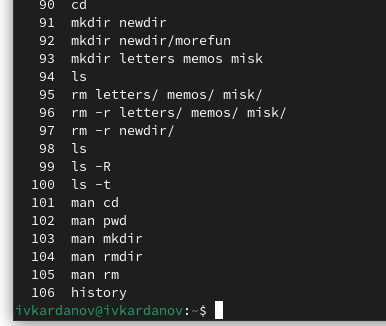 90 cd
91 mkdir newdir
92 mkdir newdir/morefun
93 mkdir letters memos misk
94 ls
95 rm letters/ memos/ misk/
96 rm -r letters/ memos/ misk/
97 rm -r newdir/
98 ls
99 ls -R
100 ls -t
101 man cd
102 man pwd
103 man mkdir
104 man rmdir
105 man rm
106 history
ivkardanov@ivkardanov:~$